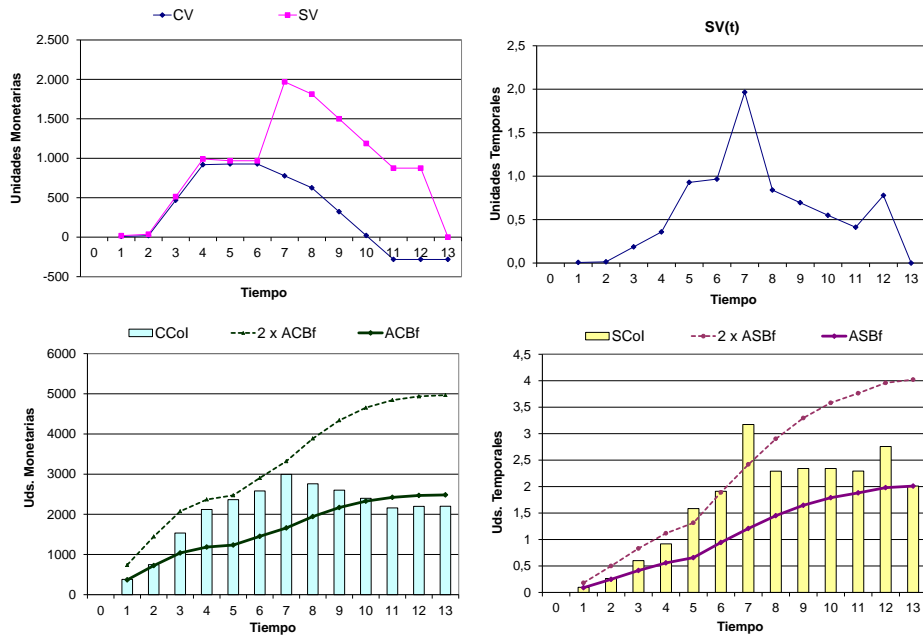 CV SV
2.500
2.000
1.500
1.000
500
0
-500
Unidades Monetarias
0 1 2 3 4 5 6 7 8 9 10 11 12 13
Tiempo
SV(t)
2,5
2,0
1,5
1,0
0,5
0,0
Unidades Temporales
0 1 2 3 4 5 6 7 8 9 10 11 12 13
Tiempo
CCoI 2 x ACBf ACBf
6000
5000
4000
3000
2000
1000
0
Uds. Monetarias
0 1 2 3 4 5 6 7 8 9 10 11 12 13
Tiempo
SCoI 2 x ASBf ASBf
4,5
4
3,5
3
2,5
2
1,5
1
0,5
0
Uds. Temporales
0 1 2 3 4 5 6 7 8 9 10 11 12 13
Tiempo